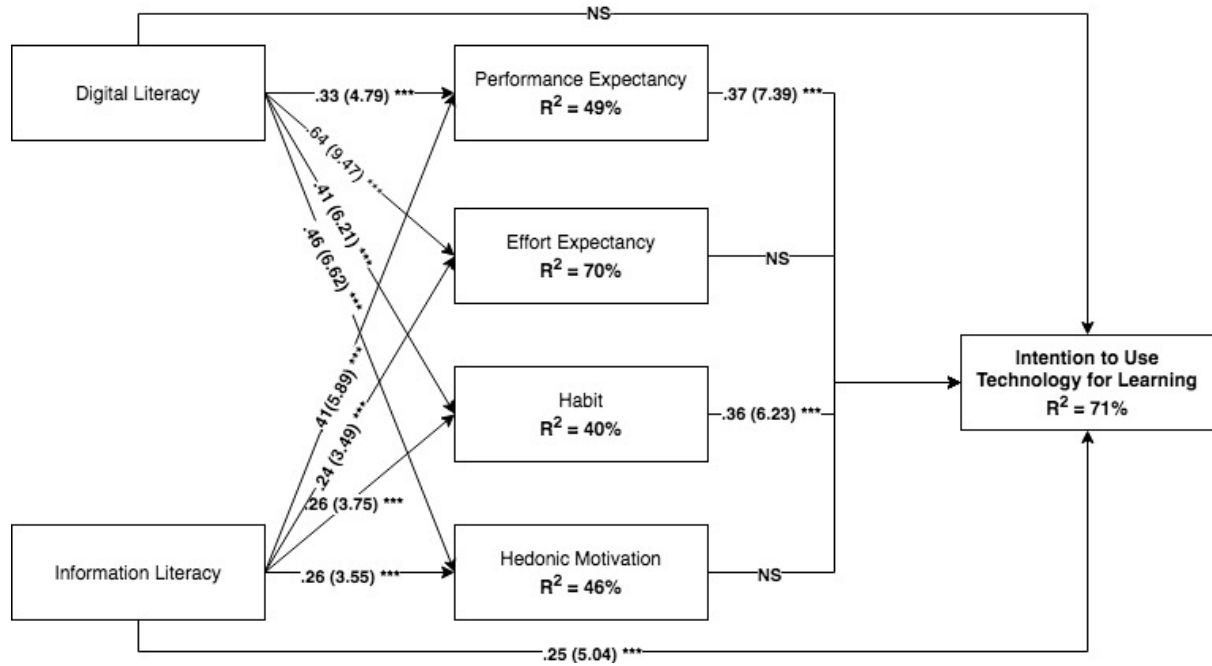 NS
Digital Literacy
Performance Expectancy
R² = 49%
.33 (4.79) ***
.37 (7.39) ***
.64 (9.47) ***
.41 (6.21) ***
.46 (6.62) ***
Effort Expectancy
R² = 70%
NS
Intention to Use
Technology for Learning
R² = 71%
Habit
R² = 40%
.36 (6.23) ***
.41(5.89) ***
.24 (3.49) ***
.26 (3.75) ***
Information Literacy
.26 (3.55) ***
Hedonic Motivation
R² = 46%
NS
.25 (5.04) ***